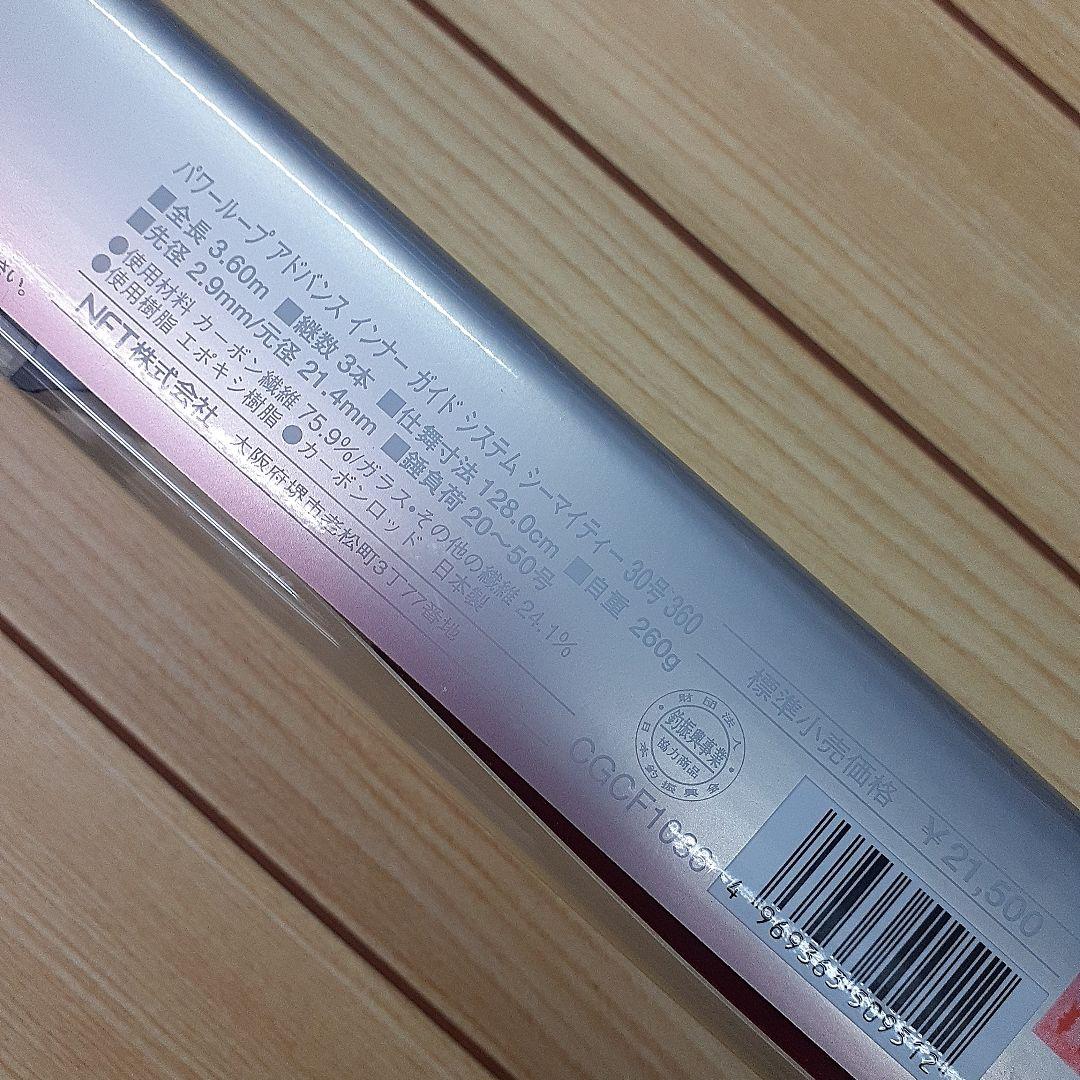 パワーループ アドバンス インナー ガイド システム シーマイティー 30号 360
■全長 3.60m ■継数 3本 ■仕舞寸法 128.0cm ■自重 260g
■先径 2.9mm/元径 21.4mm ■錘負荷 20〜50号
●使用材料 カーボン繊維 75.9%/ガラス・その他の繊維 24.1%
●使用樹脂 エポキシ樹脂 ●カーボンロッド 日本製
NFT株式会社 大阪府堺市老松町3丁77番地
さい。
標準小売価格 ¥21,500
財団法人
釣振興事業
協力商品
日本釣振興会
CGCF1036
4 969363 509512